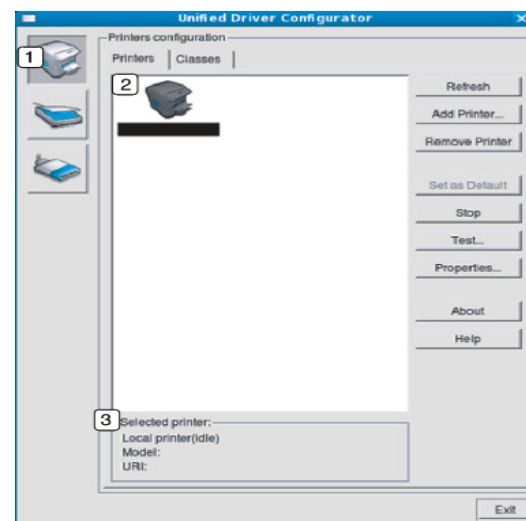 Unified Driver Configurator
Printers configuration
1
Printers
Classes
2
Refresh
Add Printer...
Remove Printer
Set as Default
Stop
Test...
Properties...
About
Help
3
Selected printer:
Local printer(idle)
Model:
URI:
Exit